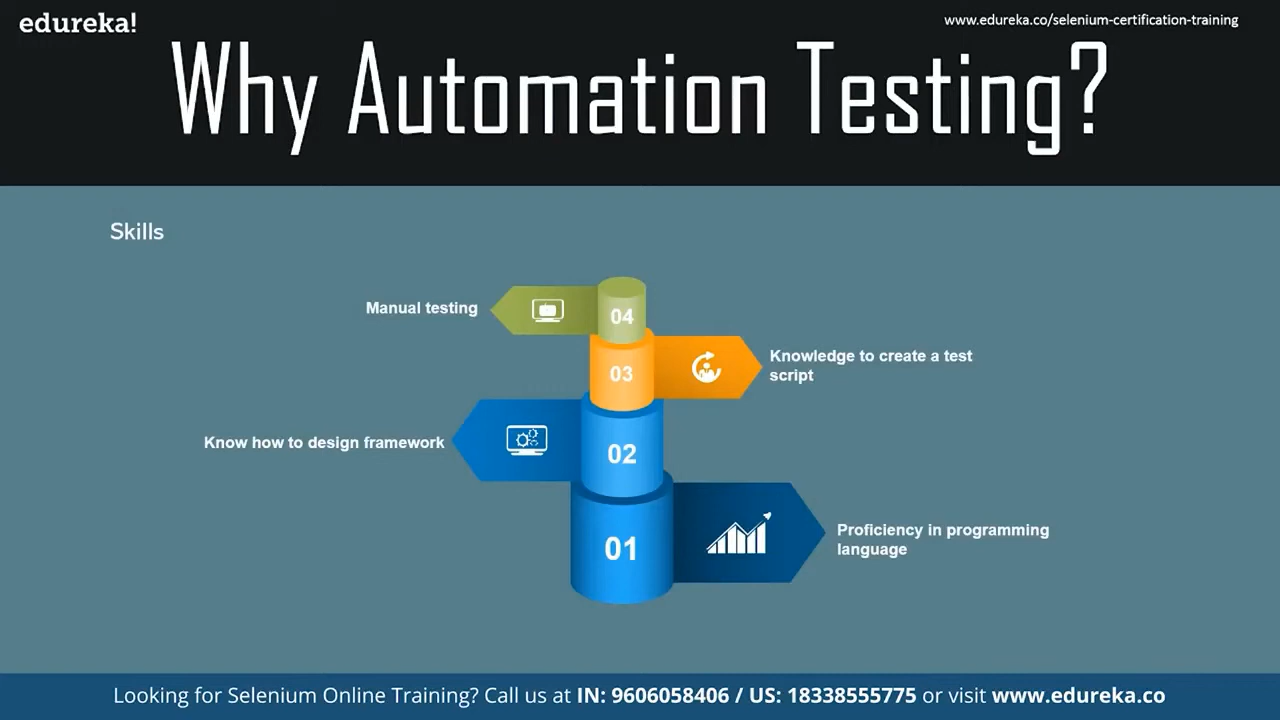 edureka!
www.edureka.co/selenium-certification-training
Why Automation Testing?
Skills
Manual testing
04
03
Knowledge to create a test
script
Know how to design framework
02
01
Proficiency in programming
language
Looking for Selenium Online Training? Call us at IN: 9606058406 / US: 18338555775 or visit www.edureka.co